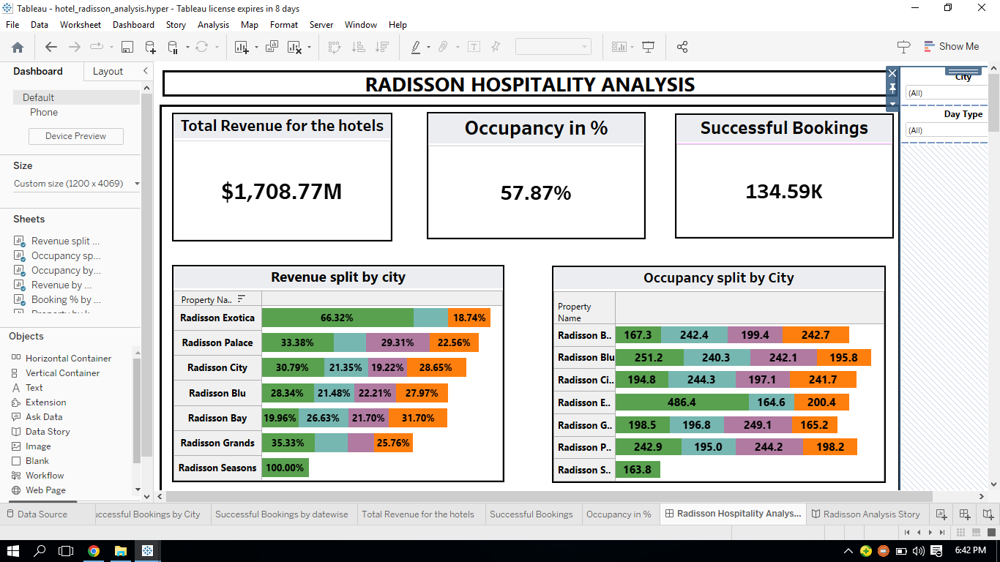 Tableau - hotel_radisson_analysis.hyper - Tableau license expires in 8 days
File Data Worksheet Dashboard Story Analysis Map Format Server Window Help
Show Me
Dashboard Layout
Default
Phone
Device Preview
Size
Custom size (1200 x 4069)
Sheets
Revenue split ...
Occupancy sp...
Occupancy by...
Revenue by ...
Booking % by ...
Objects
Horizontal Container
Vertical Container
Text
Extension
Ask Data
Data Story
Image
Blank
Workflow
Web Page
RADISSON HOSPITALITY ANALYSIS
Total Revenue for the hotels
$1,708.77M
Occupancy in %
57.87%
Successful Bookings
134.59K
City
(All)
Day Type
(All)
Revenue split by city
Property Na..
Radisson Exotica 66.32% 18.74%
Radisson Palace 33.38% 29.31% 22.56%
Radisson City 30.79% 21.35% 19.22% 28.65%
Radisson Blu 28.34% 21.48% 22.21% 27.97%
Radisson Bay 19.96% 26.63% 21.70% 31.70%
Radisson Grands 35.33% 25.76%
Radisson Seasons 100.00%
Occupancy split by City
Property
Name
Radisson B.. 167.3 242.4 199.4 242.7
Radisson Blu 251.2 240.3 242.1 195.8
Radisson Ci.. 194.8 244.3 197.1 241.7
Radisson E.. 486.4 164.6 200.4
Radisson G.. 198.5 196.8 249.1 165.2
Radisson P.. 242.9 195.0 244.2 198.2
Radisson S.. 163.8
Data Source uccessful Bookings by City Successful Bookings by datewise Total Revenue for the hotels Successful Bookings Occupancy in % Radisson Hospitality Analys... Radisson Analysis Story
6:42 PM